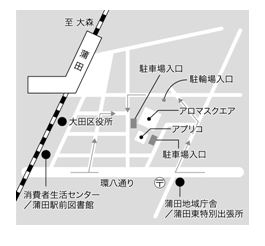 至 大森
蒲田
駐車場入口
駐輪場入口
アロマスクエア
大田区役所
アプリコ
駐車場入口
環八通り
〒
消費者生活センター
／蒲田駅前図書館
蒲田地域庁舎
／蒲田東特別出張所